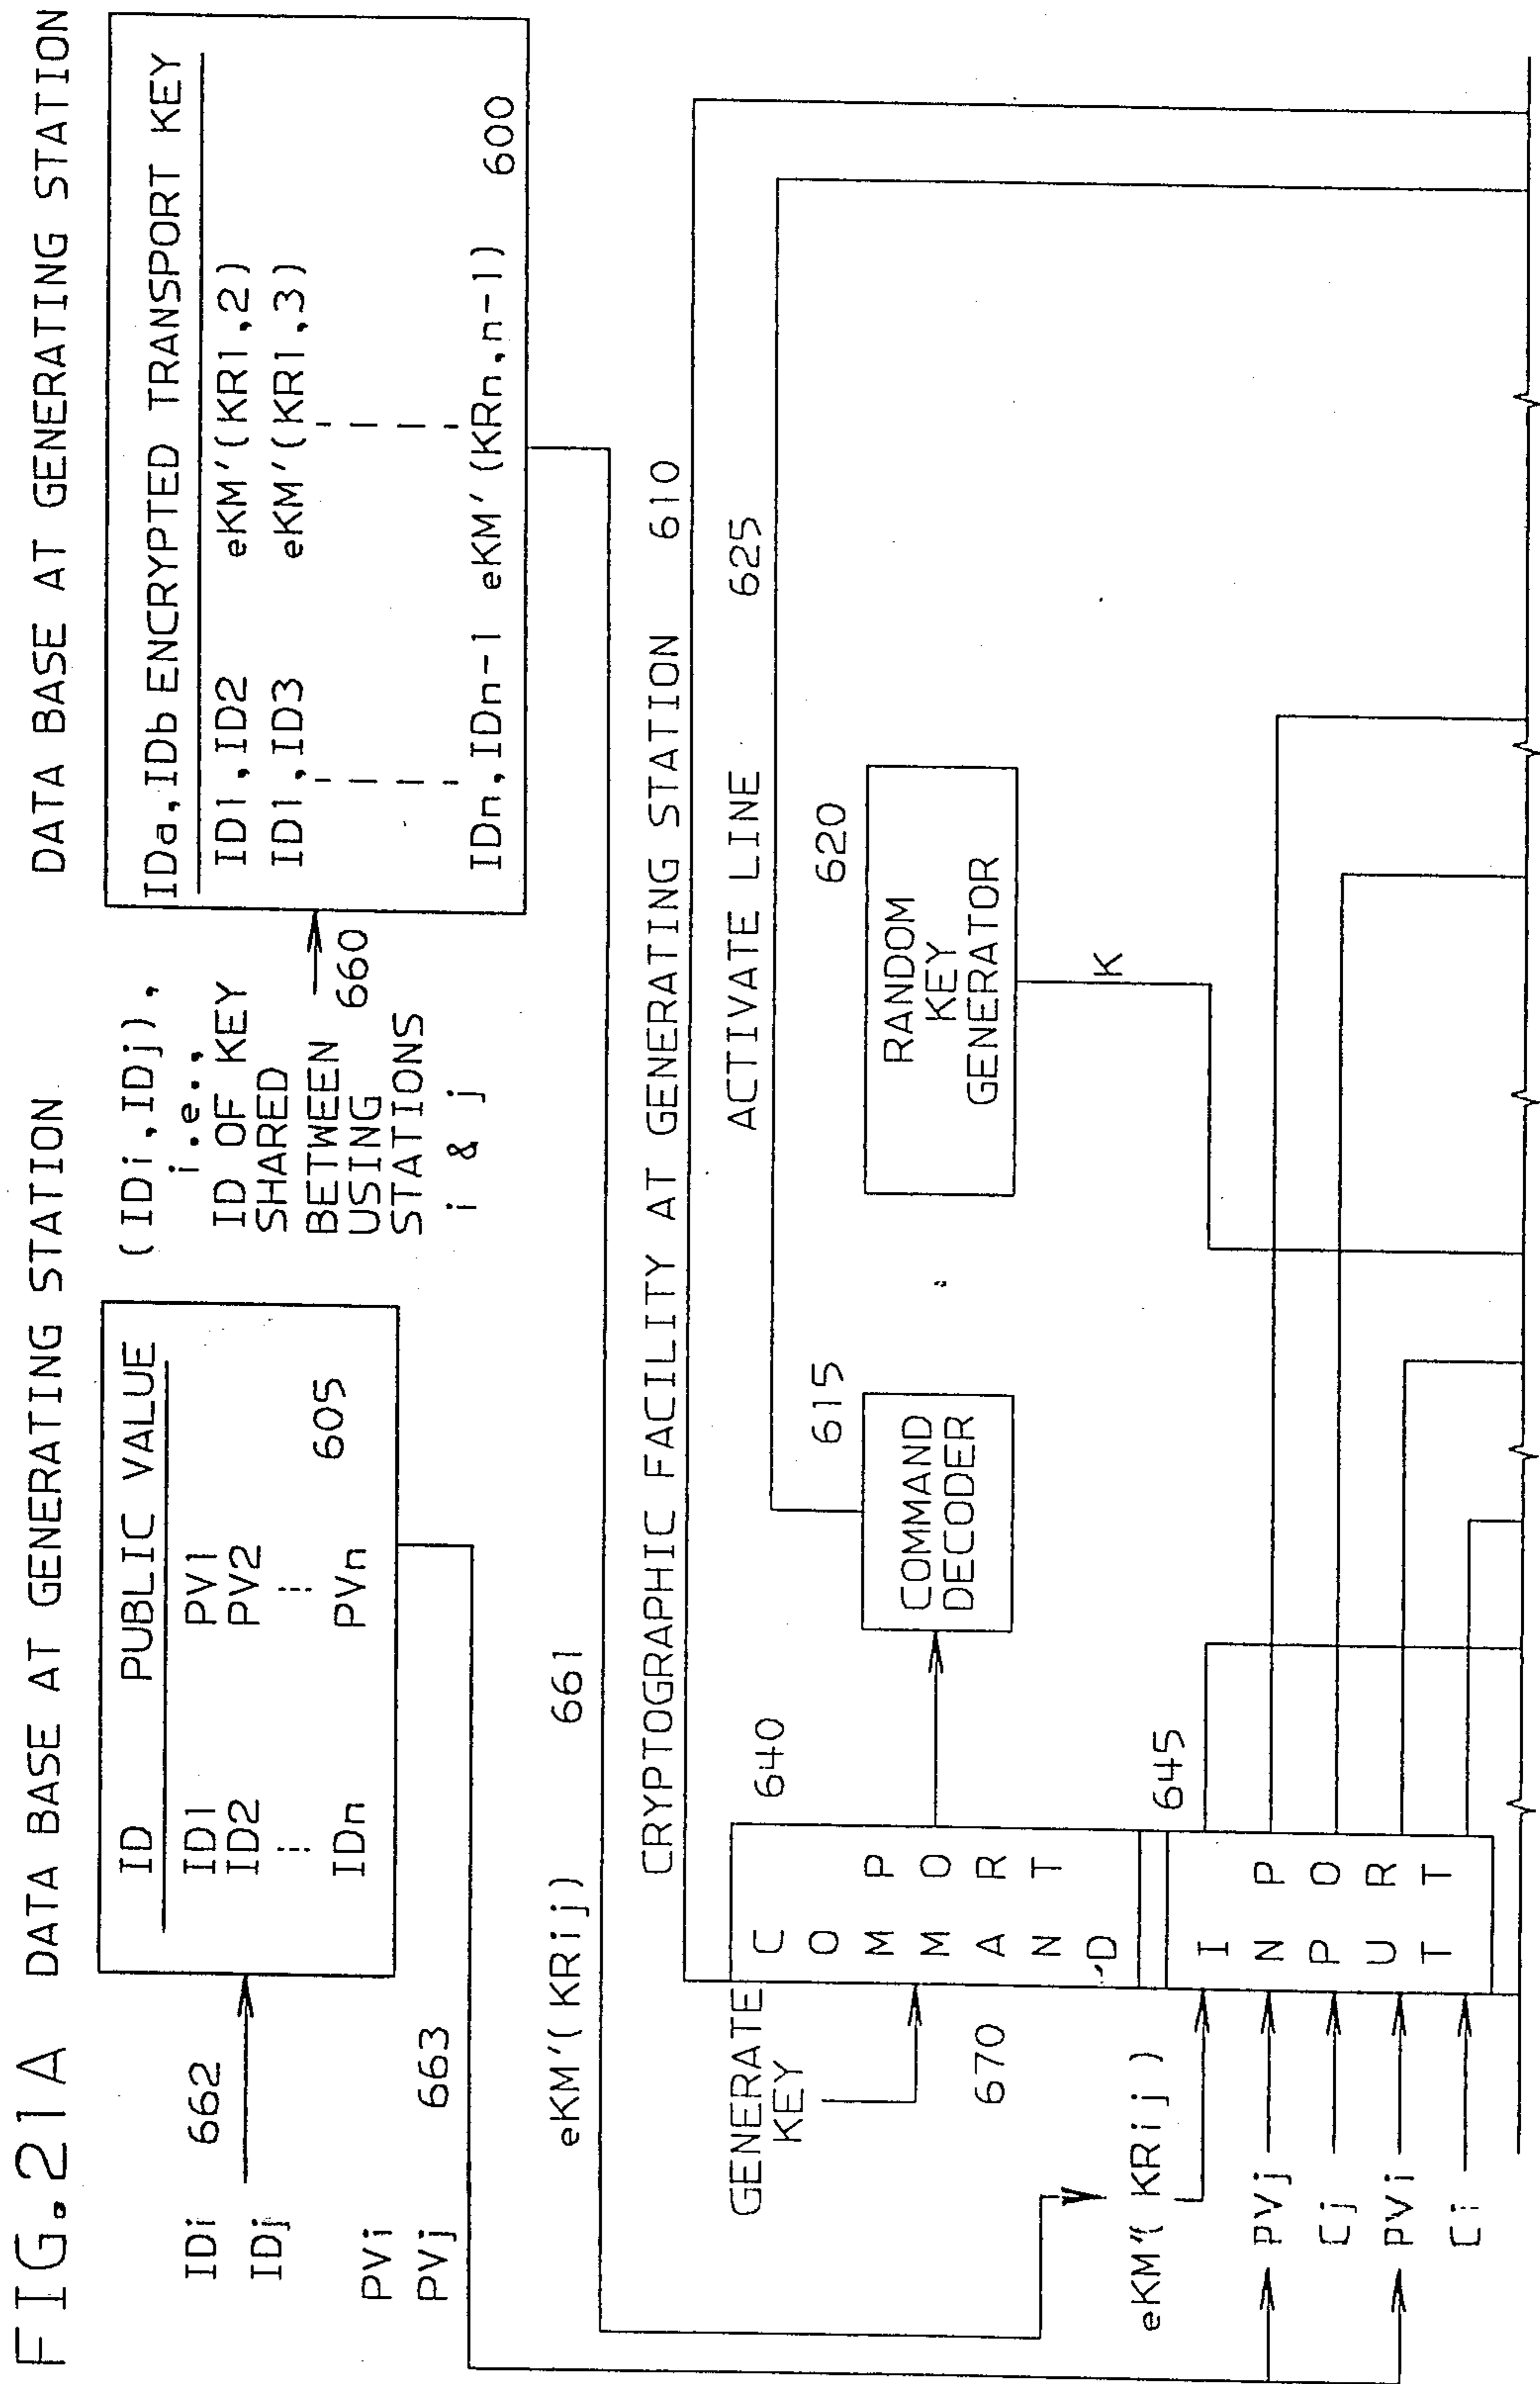 FIG.21A
DATA BASE AT GENERATING STATION
DATA BASE AT GENERATING STATION
ID PUBLIC VALUE
ID1 PV1
ID2 PV2
IDn PVn
605
IDi
IDj
662
PVi
PVj
663
(IDi,IDj),
i.e.,
ID OF KEY
SHARED
BETWEEN
USING
STATIONS
i & j
660
IDa,IDb ENCRYPTED TRANSPORT KEY
ID1,ID2 eKM'(KR1,2)
ID1,ID3 eKM'(KR1,3)
IDn,IDn-1 eKM'(KRn,n-1)
600
eKM'(KRij)
661
CRYPTOGRAPHIC FACILITY AT GENERATING STATION 610
ACTIVATE LINE 625
GENERATE
KEY
670
COMMAND
PORT
640
COMMAND
DECODER
615
RANDOM
KEY
GENERATOR
620
K
INPUT
PORT
645
eKM'(KRij)
PVj
Cj
PVi
Ci